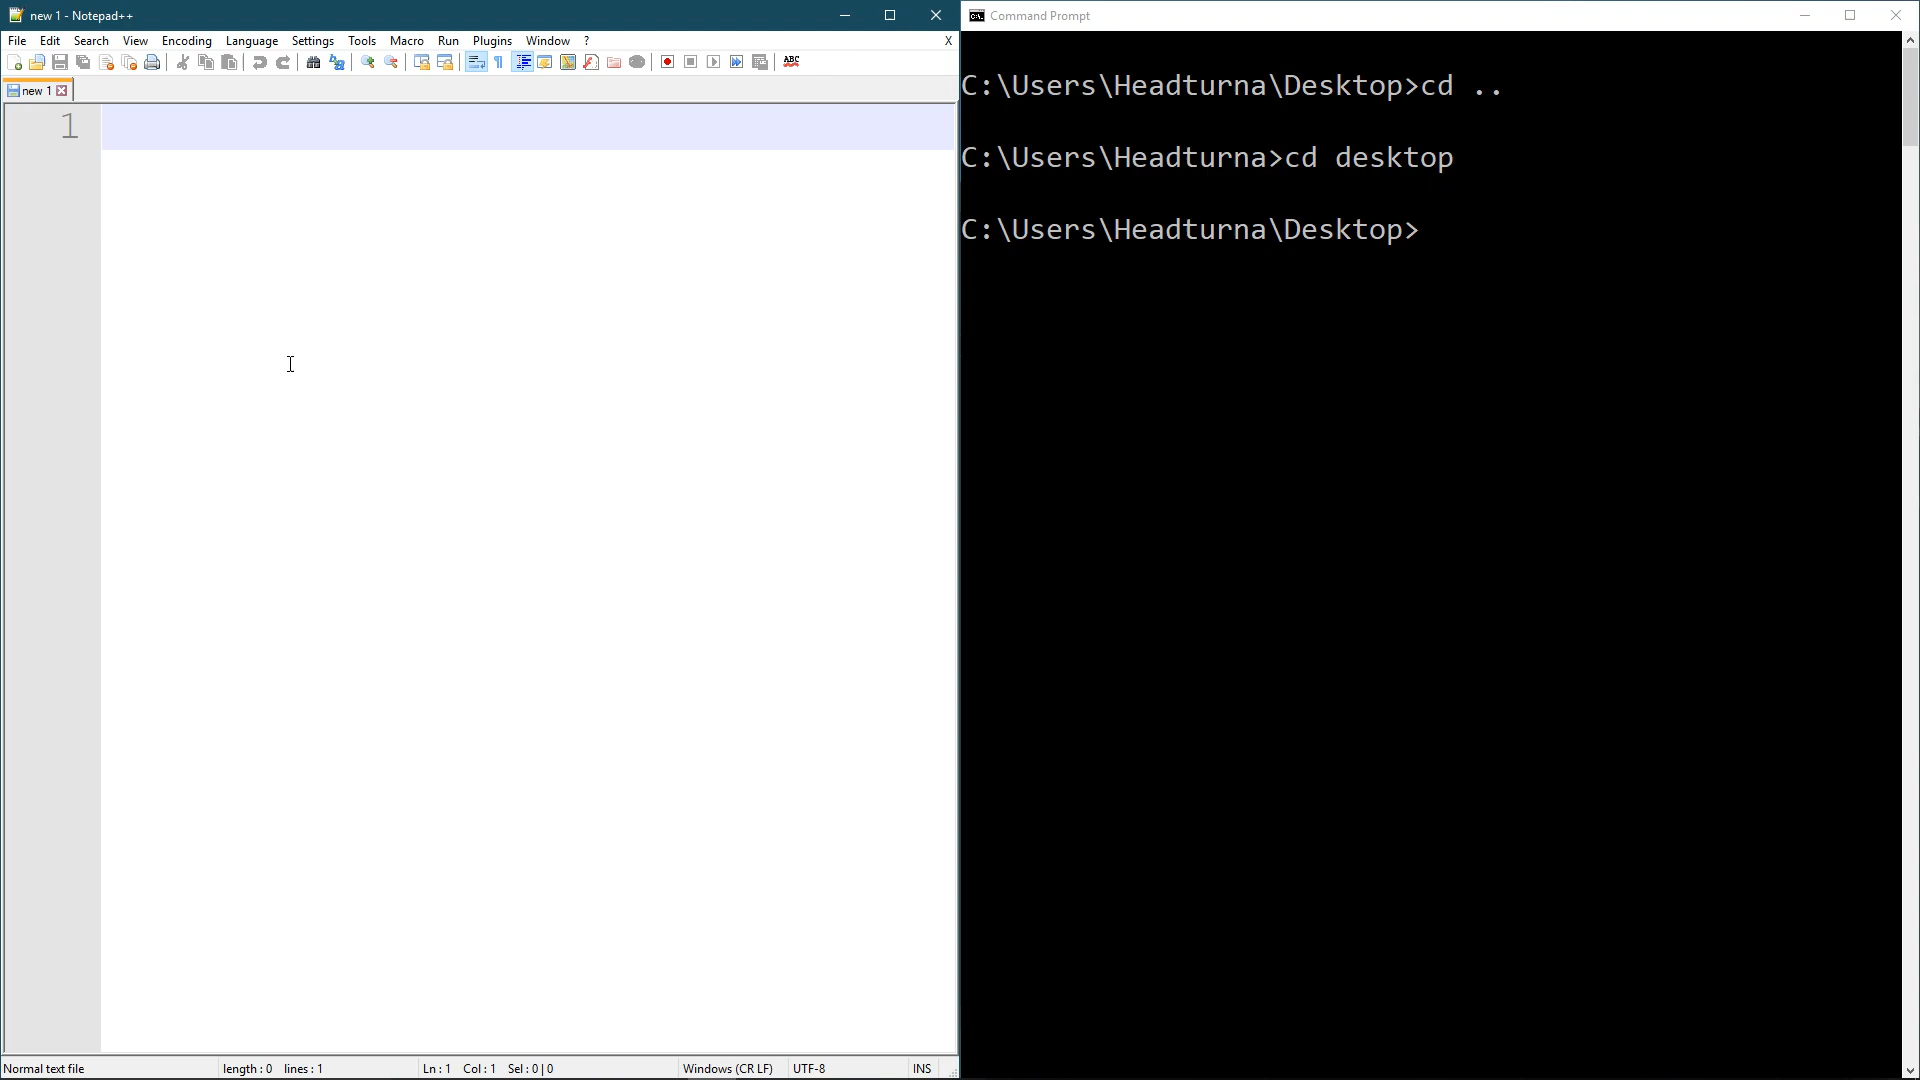 new 1 - Notepad++
File Edit Search View Encoding Language Settings Tools Macro Run Plugins Window ? X
ABC
new 1
1
Normal text file length : 0 lines : 1 Ln : 1 Col : 1 Sel : 0 | 0 Windows (CR LF) UTF-8 INS
Command Prompt
C:\Users\Headturna\Desktop>cd ..
C:\Users\Headturna>cd desktop
C:\Users\Headturna\Desktop>